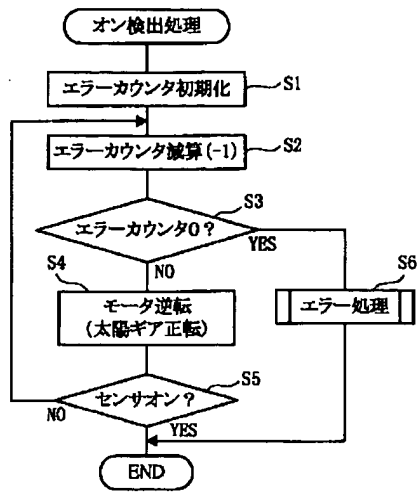 オン検出処理
エラーカウンタ初期化
S1
エラーカウンタ減算(-1)
S2
S3
エラーカウンタ0?
YES
NO
S4
モータ逆転
(太陽ギア正転)
S6
エラー処理
S5
センサオン?
NO
YES
END